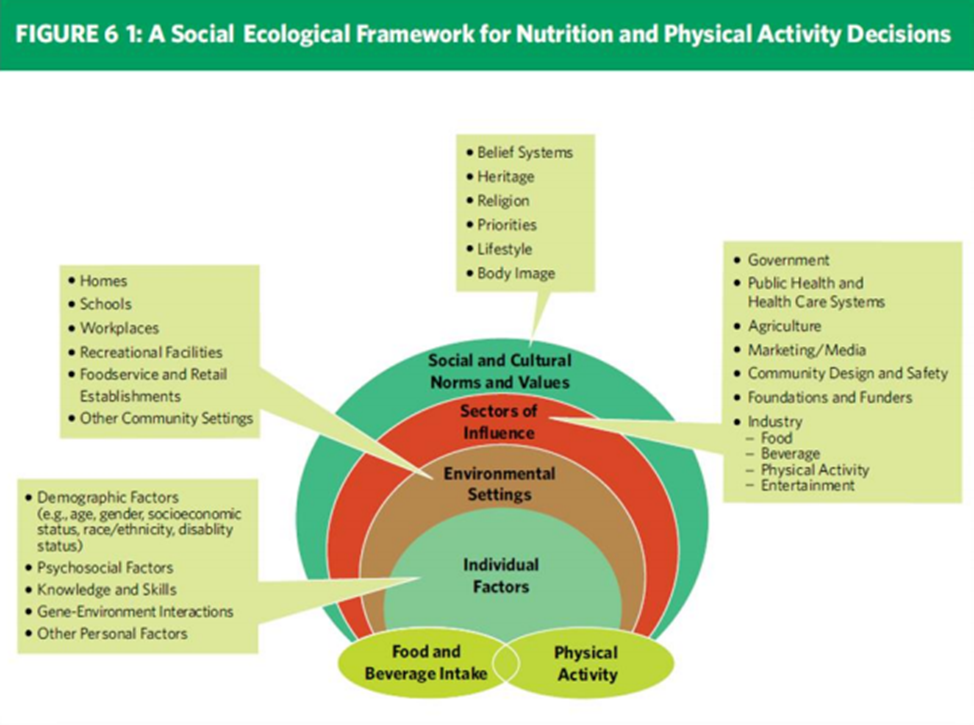 FIGURE 6 1: A Social Ecological Framework for Nutrition and Physical Activity Decisions
• Belief Systems
• Heritage
• Religion
• Priorities
• Lifestyle
• Body Image
• Homes
• Schools
• Workplaces
• Recreational Facilities
• Foodservice and Retail
Establishments
• Other Community Settings
• Government
• Public Health and
Health Care Systems
• Agriculture
• Marketing/Media
• Community Design and Safety
• Foundations and Funders
• Industry
– Food
– Beverage
– Physical Activity
– Entertainment
• Demographic Factors
(e.g., age, gender, socioeconomic
status, race/ethnicity, disablity
status)
• Psychosocial Factors
• Knowledge and Skills
• Gene-Environment Interactions
• Other Personal Factors
Social and Cultural
Norms and Values
Sectors of
Influence
Environmental
Settings
Individual
Factors
Food and
Beverage Intake
Physical
Activity